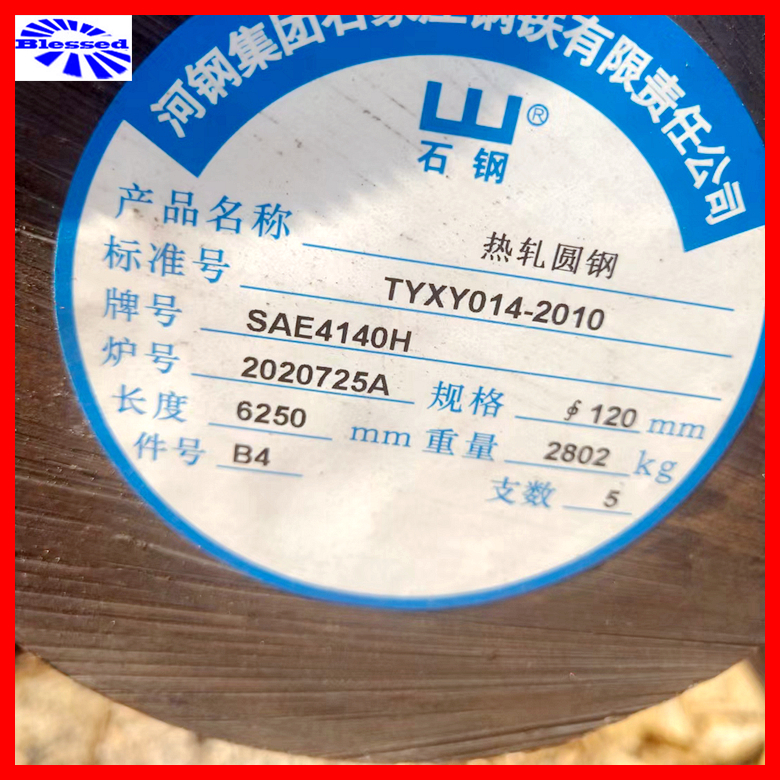 Blessed
河钢集团石家庄钢铁有限责任公司
®
石钢
产品名称 热轧圆钢
标准号 TYXY014-2010
牌号 SAE4140H
炉号 2020725A 规格 ∮120 mm
长度 6250 mm 重量 2802 kg
件号 B4 支数 5